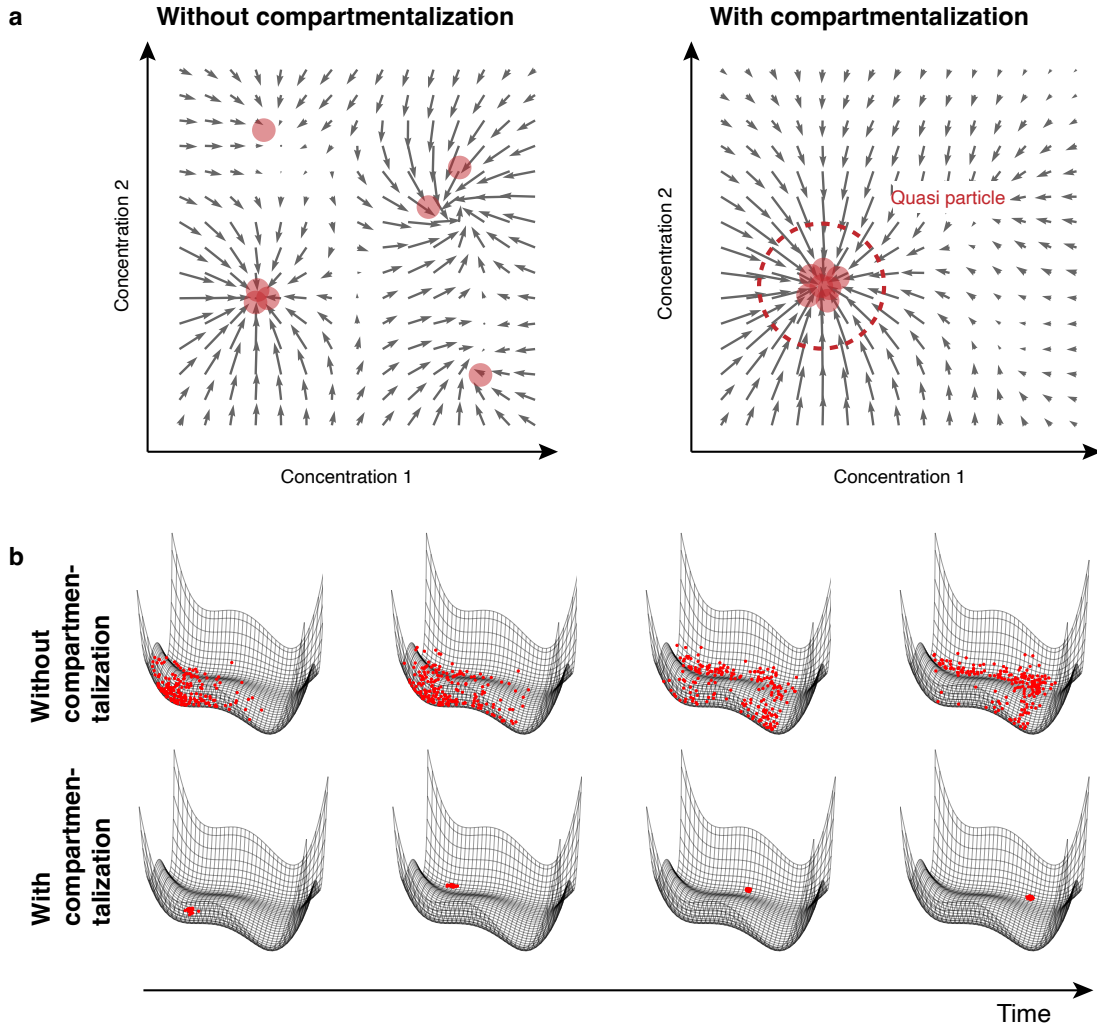 a
Without compartmentalization
With compartmentalization
Concentration 2
Concentration 1
Quasi particle
Concentration 2
Concentration 1
b
Without
compartmen-
talization
With
compartmen-
talization
Time